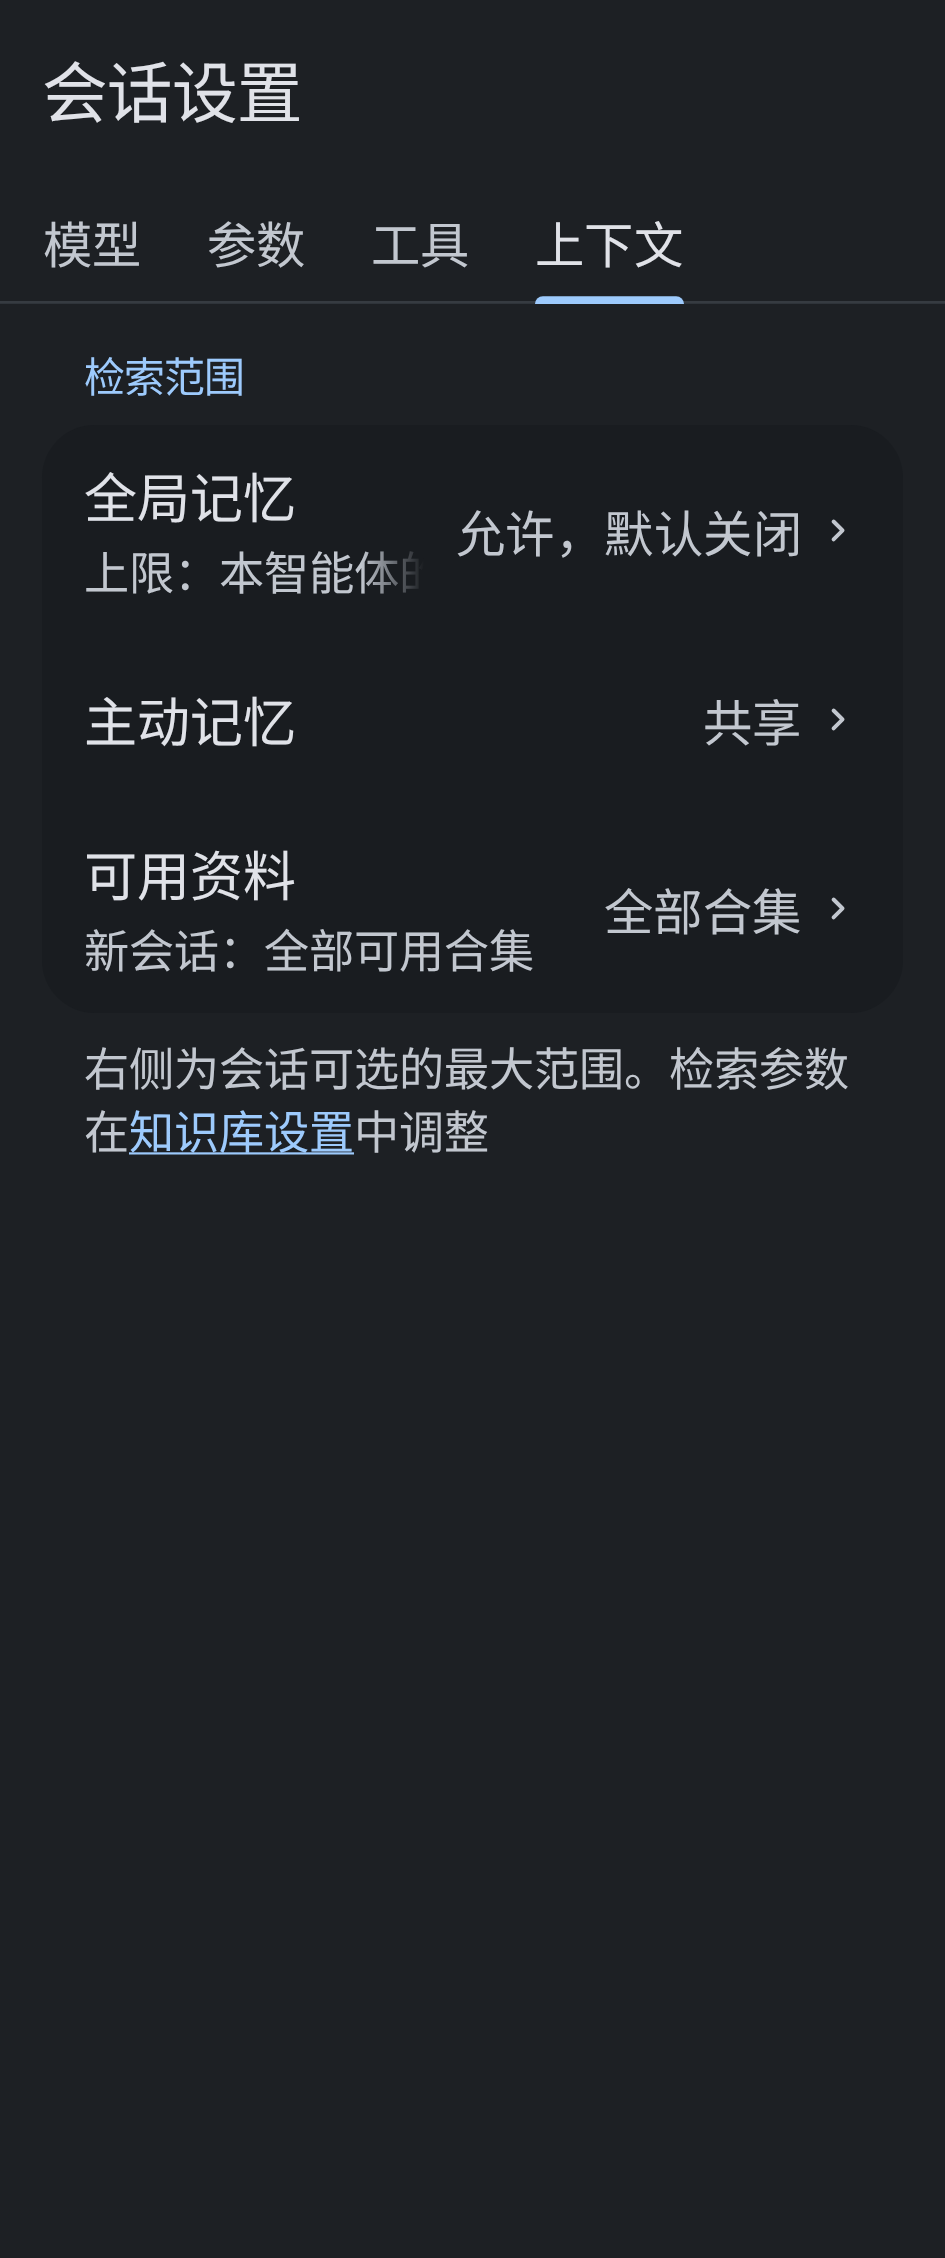 会话设置
模型 参数 工具 上下文
检索范围
全局记忆
上限：本智能体的
允许，默认关闭
主动记忆
共享
可用资料
新会话：全部可用合集
全部合集
右侧为会话可选的最大范围。检索参数
在知识库设置中调整